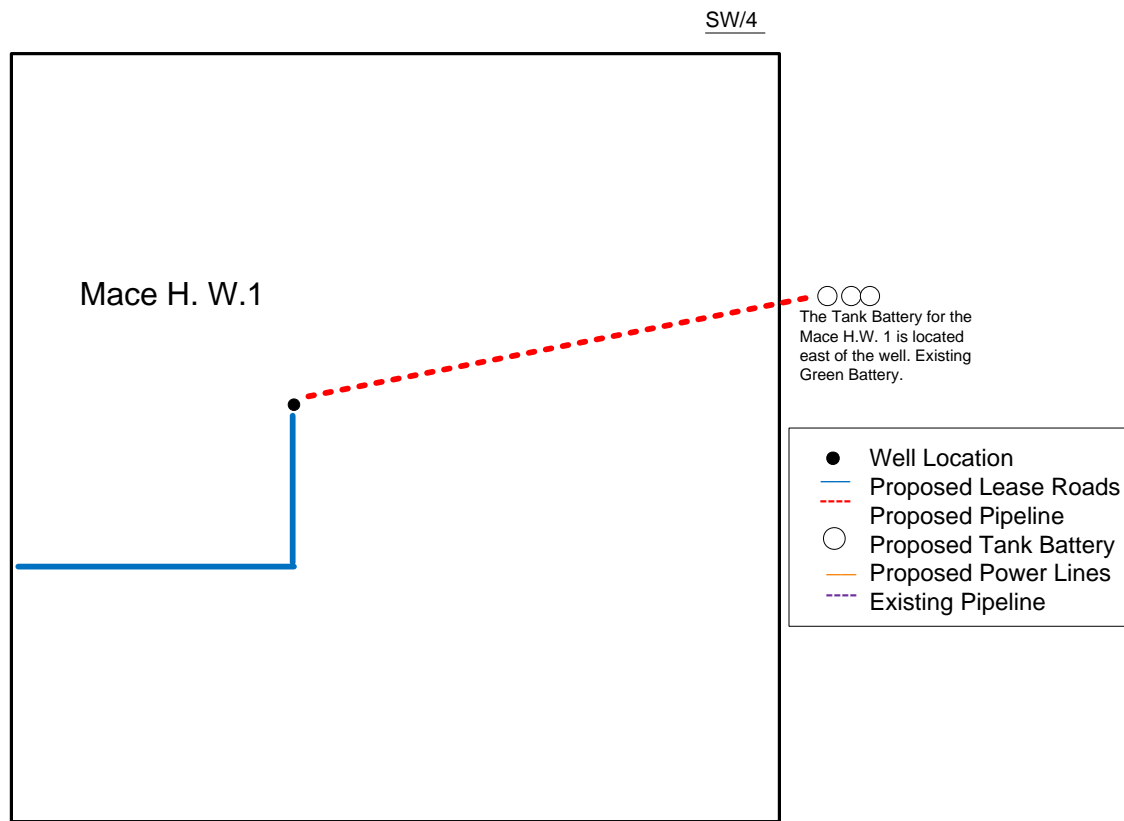 SW/4
Mace H. W.1
The Tank Battery for the
Mace H.W. 1 is located
east of the well. Existing
Green Battery.
Well Location
Proposed Lease Roads
Proposed Pipeline
Proposed Tank Battery
Proposed Power Lines
Existing Pipeline